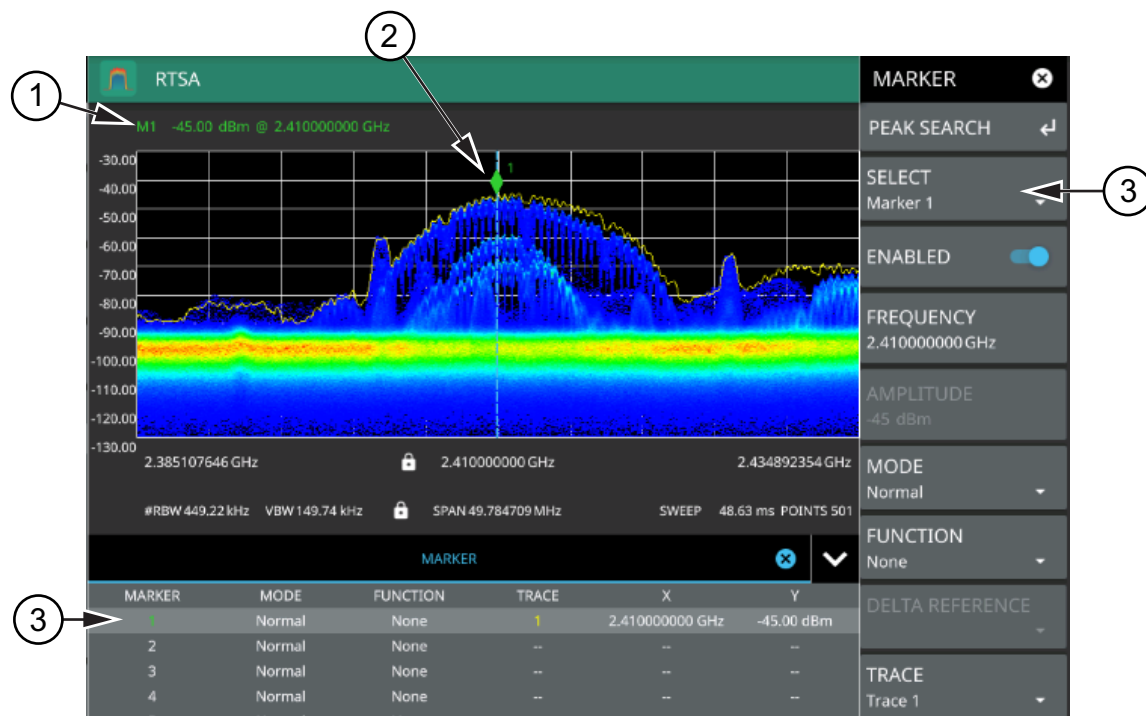 2
RTSA
MARKER
1
M1 -45.00 dBm @ 2.410000000 GHz
PEAK SEARCH
-30.00
1
SELECT
Marker 1
3
-40.00
-50.00
-60.00
ENABLED
-70.00
-80.00
FREQUENCY
2.410000000 GHz
-90.00
-100.00
-110.00
AMPLITUDE
-45 dBm
-120.00
-130.00
2.385107646 GHz 2.410000000 GHz 2.434892354 GHz
MODE
Normal
#RBW 449.22 kHz VBW 149.74 kHz SPAN 49.784709 MHz SWEEP 48.63 ms POINTS 501
FUNCTION
None
MARKER
MARKER MODE FUNCTION TRACE X Y
DELTA REFERENCE
3
1 Normal None 1 2.410000000 GHz -45.00 dBm
2 Normal None -- -- --
3 Normal None -- -- --
4 Normal None -- -- --
TRACE
Trace 1